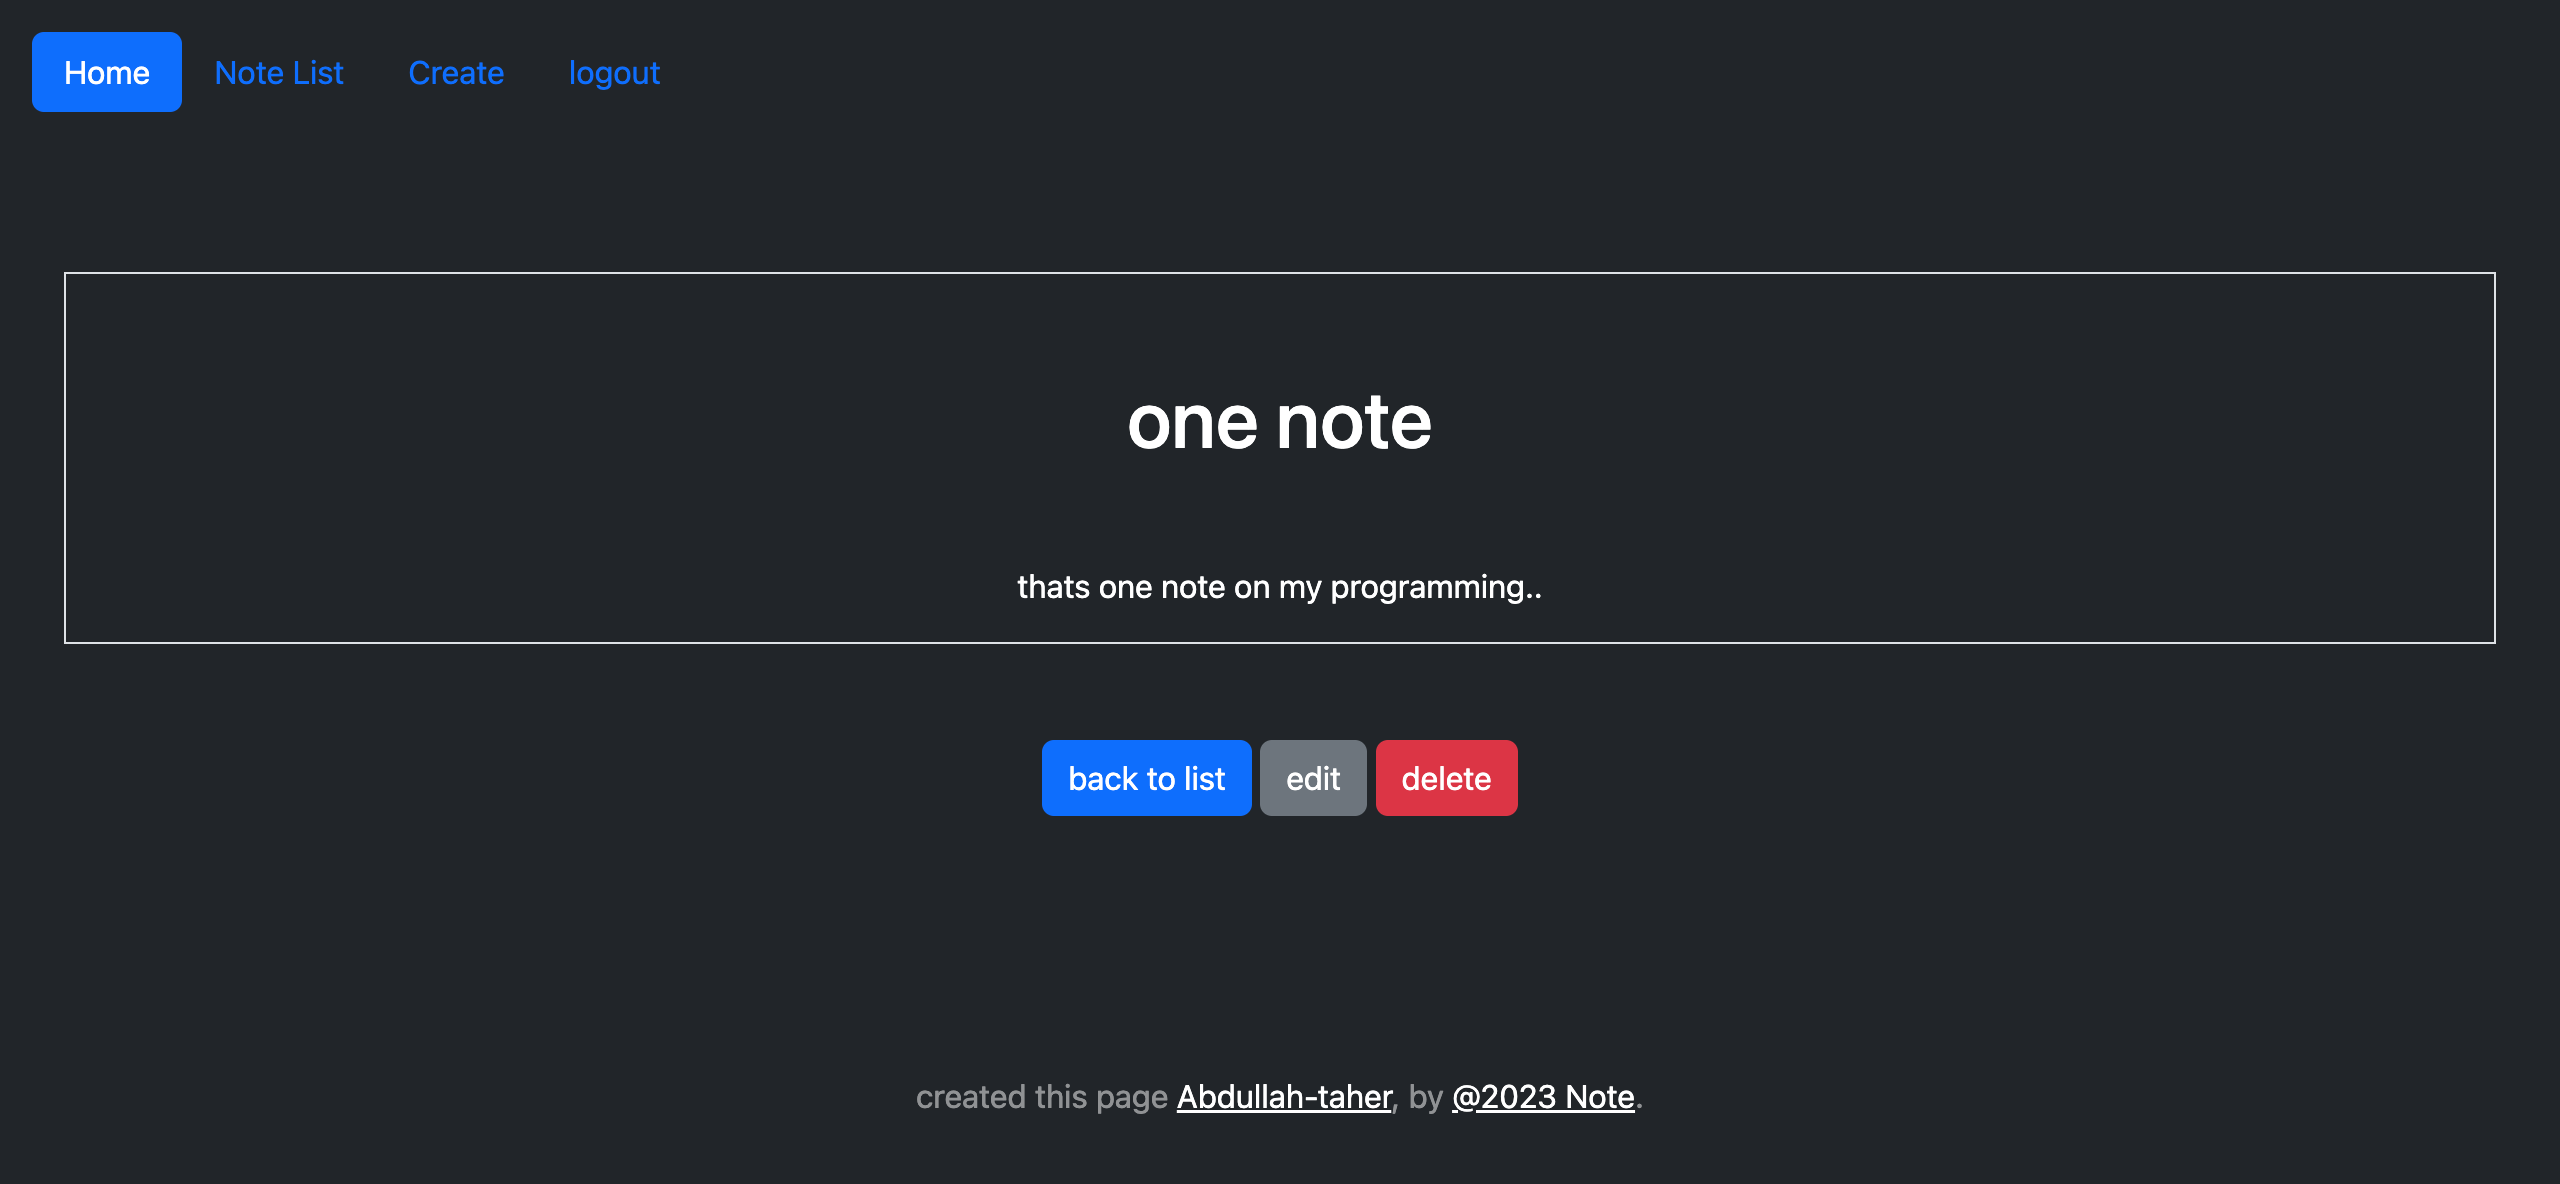 Home Note List Create logout
one note
thats one note on my programming..
back to list edit delete
created this page Abdullah-taher, by @2023 Note.